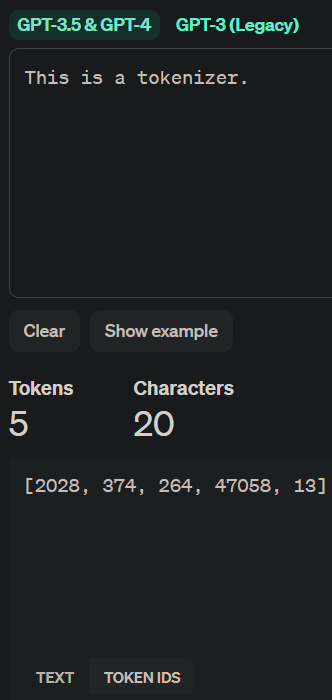 GPT-3.5 & GPT-4 GPT-3 (Legacy)
This is a tokenizer.
Clear Show example
Tokens Characters
5 20
[2028, 374, 264, 47058, 13]
TEXT TOKEN IDS